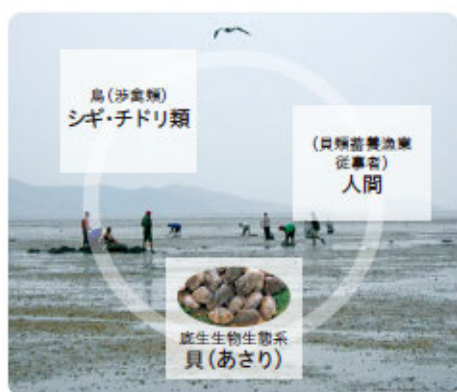 鳥(渉禽類)
シギ・チドリ類
(貝類蓄養漁業
従事者)
人間
底生生物生態系
貝(あさり)